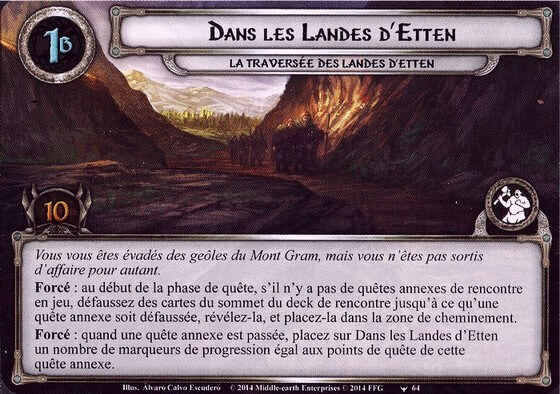 1B
DANS LES LANDES D'ETTEN
LA TRAVERSÉE DES LANDES D'ETTEN
10
Vous vous êtes évadés des geôles du Mont Gram, mais vous n'êtes pas sortis
d'affaire pour autant.
Forcé : au début de la phase de quête, s'il n'y a pas de quêtes annexes de rencontre
en jeu, défaussez des cartes du sommet du deck de rencontre jusqu'à ce qu'une
quête annexe soit défaussée, révélez-la, et placez-la dans la zone de cheminement.
Forcé : quand une quête annexe est passée, placez sur Dans les Landes d'Etten
un nombre de marqueurs de progression égal aux points de quête de cette
quête annexe.
Illus. Alvaro Calvo Escudero © 2014 Middle-earth Enterprises © 2014 FFG 64